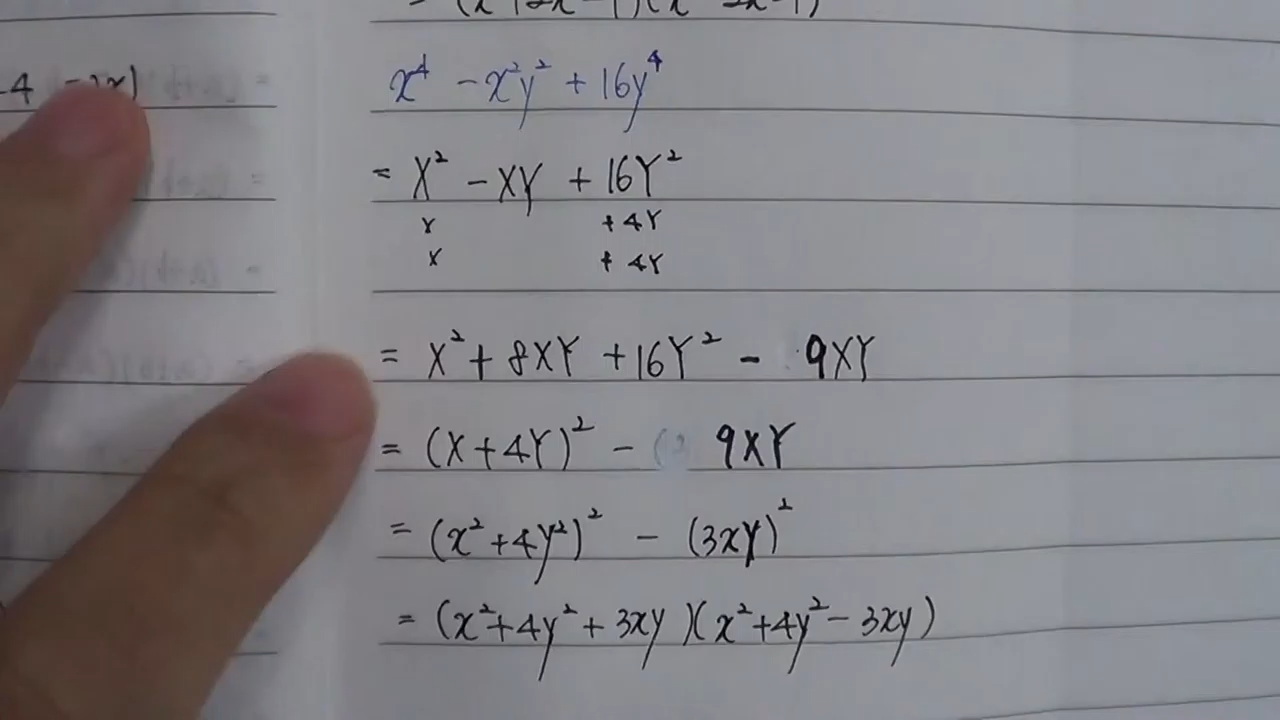 x⁴ - x²y² + 16y⁴
= X² - XY + 16Y²
x +4Y
x +4Y
= X² + 8XY + 16Y² - 9XY
= (X + 4Y)² - 9XY
= (x² + 4y²)² - (3xy)²
= (x² + 4y² + 3xy)(x² + 4y² - 3xy)